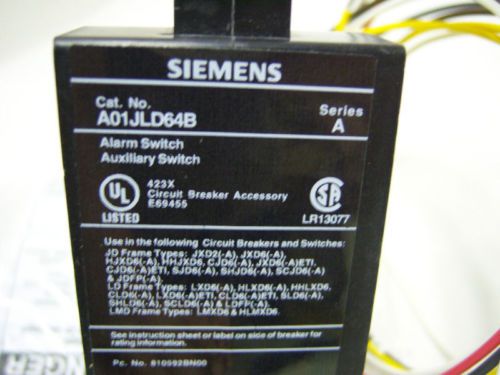 SIEMENS
Cat. No.
A01JLD64B
Series
A
Alarm Switch
Auxiliary Switch
UL
LISTED
423X
Circuit Breaker Accessory
E69455
SA
LR13077
Use in the following Circuit Breakers and Switches:
JD Frame Types: JXD2(-A), JXD6(-A),
HJXD6(-A), HHJXD6, CJD6(-A), JXD6(-A)ETI,
CJD6(-A)ETI, SJD6(-A), SHJD6(-A), SCJD6(-A)
& JDFP(-A).
LD Frame Types: LXD6(-A), HLXD6(-A), HHLXD6,
CLD6(-A), LXD6(-A)ETI, CLD6(-A)ETI, SLD6(-A),
SHLD6(-A), SCLD6(-A) & LDFP(-A).
LMD Frame Types: LMXD6 & HLMXD6.
See instruction sheet or label on side of breaker for
rating information.
Pc. No. 810592BN00
NGER